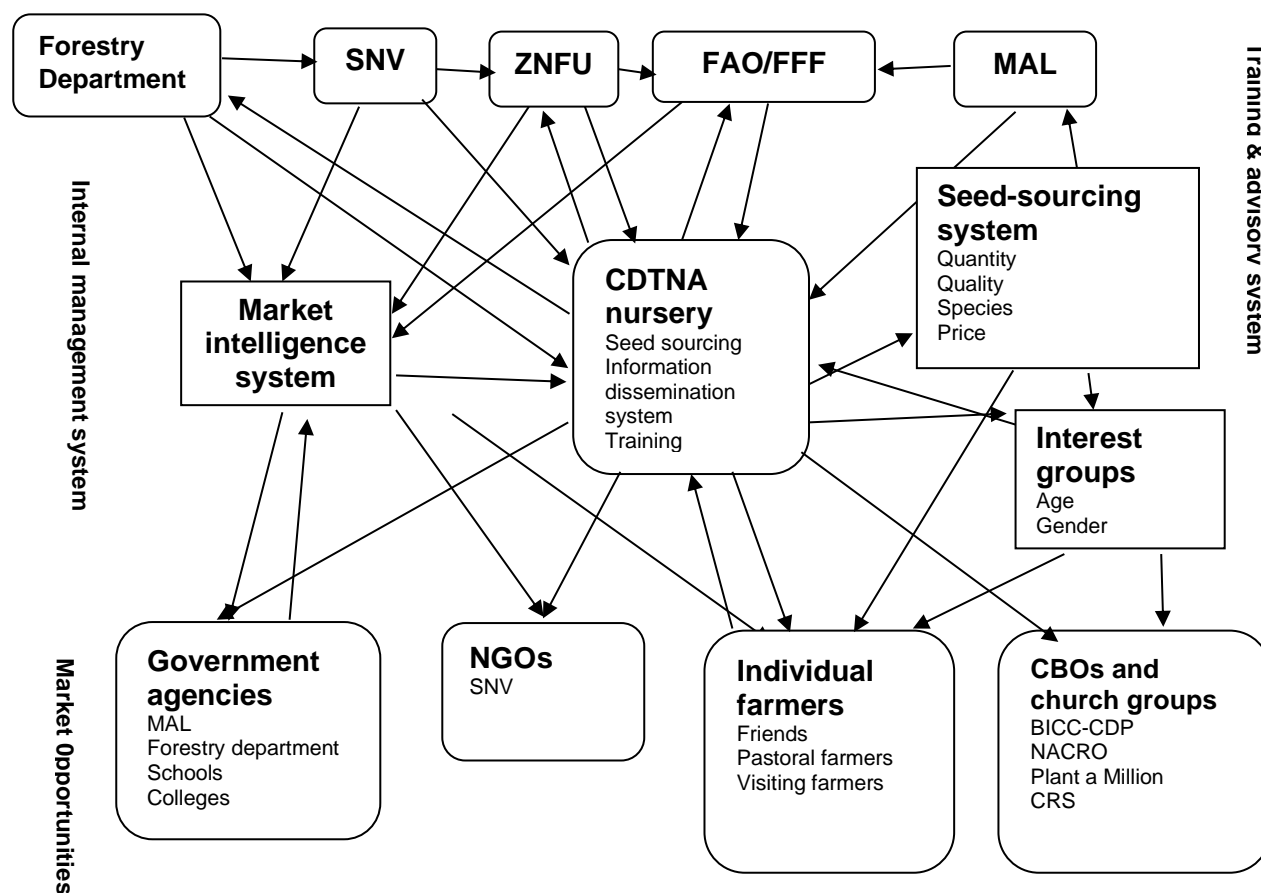 Forestry
Department
SNV
ZNFU
FAO/FFF
MAL
Training & advisory system
Internal management system
Seed-sourcing
system
Quantity
Quality
Species
Price
CDTNA
nursery
Seed sourcing
Information
dissemination
system
Training
Market
intelligence
system
Interest
groups
Age
Gender
Market 0pportunities
Government
agencies
MAL
Forestry department
Schools
Colleges
NGOs
SNV
Individual
farmers
Friends
Pastoral farmers
Visiting farmers
CBOs and
church groups
BICC-CDP
NACRO
Plant a Million
CRS